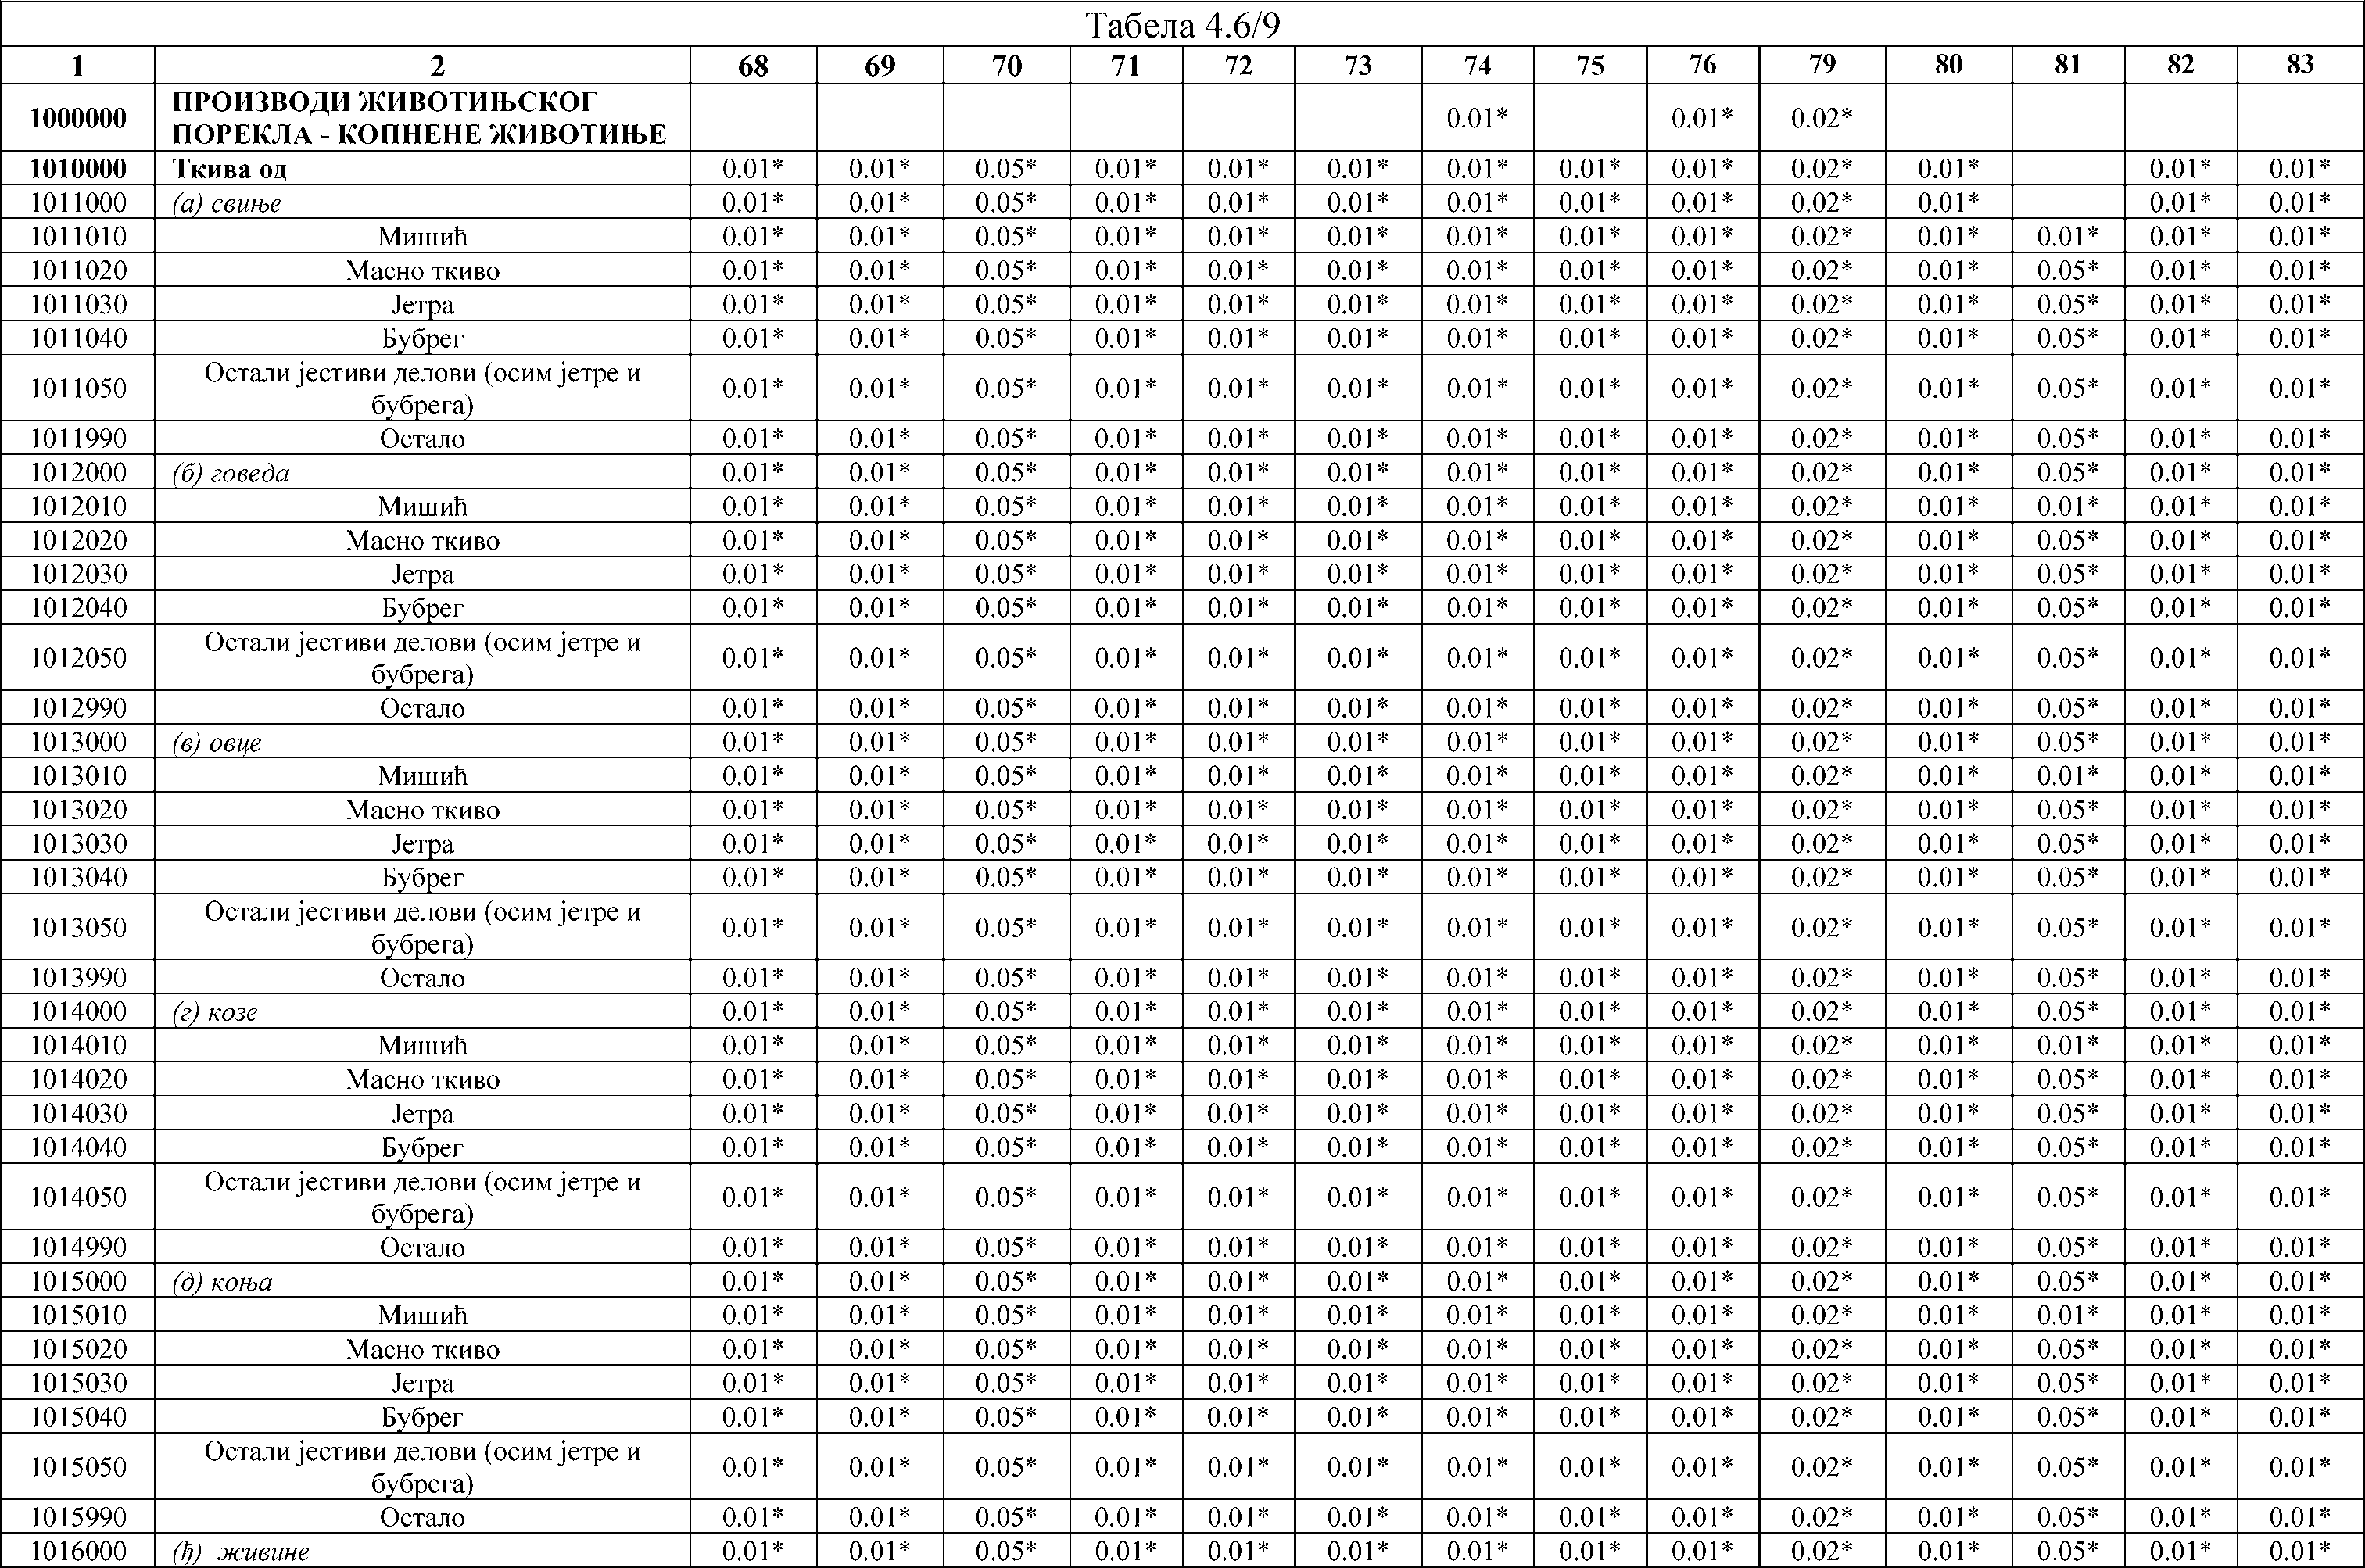 Табела 4.6/9
1 2 68 69 70 71 72 73 74 75 76 79 80 81 82 83
1000000 ПРОИЗВОДИ ЖИВОТИЊСКОГ ПОРЕКЛА - КОПНЕНЕ ЖИВОТИЊЕ 0.01* 0.01* 0.02*
1010000 Ткива од 0.01* 0.01* 0.05* 0.01* 0.01* 0.01* 0.01* 0.01* 0.01* 0.02* 0.01* 0.01* 0.01*
1011000 (а) свиње 0.01* 0.01* 0.05* 0.01* 0.01* 0.01* 0.01* 0.01* 0.01* 0.02* 0.01* 0.01* 0.01*
1011010 Мишић 0.01* 0.01* 0.05* 0.01* 0.01* 0.01* 0.01* 0.01* 0.01* 0.02* 0.01* 0.01* 0.01* 0.01*
1011020 Масно ткиво 0.01* 0.01* 0.05* 0.01* 0.01* 0.01* 0.01* 0.01* 0.01* 0.02* 0.01* 0.05* 0.01* 0.01*
1011030 Јетра 0.01* 0.01* 0.05* 0.01* 0.01* 0.01* 0.01* 0.01* 0.01* 0.02* 0.01* 0.05* 0.01* 0.01*
1011040 Бубрег 0.01* 0.01* 0.05* 0.01* 0.01* 0.01* 0.01* 0.01* 0.01* 0.02* 0.01* 0.05* 0.01* 0.01*
1011050 Остали јестиви делови (осим јетре и бубрега) 0.01* 0.01* 0.05* 0.01* 0.01* 0.01* 0.01* 0.01* 0.01* 0.02* 0.01* 0.05* 0.01* 0.01*
1011990 Остало 0.01* 0.01* 0.05* 0.01* 0.01* 0.01* 0.01* 0.01* 0.01* 0.02* 0.01* 0.05* 0.01* 0.01*
1012000 (б) говеда 0.01* 0.01* 0.05* 0.01* 0.01* 0.01* 0.01* 0.01* 0.01* 0.02* 0.01* 0.05* 0.01* 0.01*
1012010 Мишић 0.01* 0.01* 0.05* 0.01* 0.01* 0.01* 0.01* 0.01* 0.01* 0.02* 0.01* 0.01* 0.01* 0.01*
1012020 Масно ткиво 0.01* 0.01* 0.05* 0.01* 0.01* 0.01* 0.01* 0.01* 0.01* 0.02* 0.01* 0.05* 0.01* 0.01*
1012030 Јетра 0.01* 0.01* 0.05* 0.01* 0.01* 0.01* 0.01* 0.01* 0.01* 0.02* 0.01* 0.05* 0.01* 0.01*
1012040 Бубрег 0.01* 0.01* 0.05* 0.01* 0.01* 0.01* 0.01* 0.01* 0.01* 0.02* 0.01* 0.05* 0.01* 0.01*
1012050 Остали јестиви делови (осим јетре и бубрега) 0.01* 0.01* 0.05* 0.01* 0.01* 0.01* 0.01* 0.01* 0.01* 0.02* 0.01* 0.05* 0.01* 0.01*
1012990 Остало 0.01* 0.01* 0.05* 0.01* 0.01* 0.01* 0.01* 0.01* 0.01* 0.02* 0.01* 0.05* 0.01* 0.01*
1013000 (в) овце 0.01* 0.01* 0.05* 0.01* 0.01* 0.01* 0.01* 0.01* 0.01* 0.02* 0.01* 0.05* 0.01* 0.01*
1013010 Мишић 0.01* 0.01* 0.05* 0.01* 0.01* 0.01* 0.01* 0.01* 0.01* 0.02* 0.01* 0.01* 0.01* 0.01*
1013020 Масно ткиво 0.01* 0.01* 0.05* 0.01* 0.01* 0.01* 0.01* 0.01* 0.01* 0.02* 0.01* 0.05* 0.01* 0.01*
1013030 Јетра 0.01* 0.01* 0.05* 0.01* 0.01* 0.01* 0.01* 0.01* 0.01* 0.02* 0.01* 0.05* 0.01* 0.01*
1013040 Бубрег 0.01* 0.01* 0.05* 0.01* 0.01* 0.01* 0.01* 0.01* 0.01* 0.02* 0.01* 0.05* 0.01* 0.01*
1013050 Остали јестиви делови (осим јетре и бубрега) 0.01* 0.01* 0.05* 0.01* 0.01* 0.01* 0.01* 0.01* 0.01* 0.02* 0.01* 0.05* 0.01* 0.01*
1013990 Остало 0.01* 0.01* 0.05* 0.01* 0.01* 0.01* 0.01* 0.01* 0.01* 0.02* 0.01* 0.05* 0.01* 0.01*
1014000 (г) козе 0.01* 0.01* 0.05* 0.01* 0.01* 0.01* 0.01* 0.01* 0.01* 0.02* 0.01* 0.05* 0.01* 0.01*
1014010 Мишић 0.01* 0.01* 0.05* 0.01* 0.01* 0.01* 0.01* 0.01* 0.01* 0.02* 0.01* 0.01* 0.01* 0.01*
1014020 Масно ткиво 0.01* 0.01* 0.05* 0.01* 0.01* 0.01* 0.01* 0.01* 0.01* 0.02* 0.01* 0.05* 0.01* 0.01*
1014030 Јетра 0.01* 0.01* 0.05* 0.01* 0.01* 0.01* 0.01* 0.01* 0.01* 0.02* 0.01* 0.05* 0.01* 0.01*
1014040 Бубрег 0.01* 0.01* 0.05* 0.01* 0.01* 0.01* 0.01* 0.01* 0.01* 0.02* 0.01* 0.05* 0.01* 0.01*
1014050 Остали јестиви делови (осим јетре и бубрега) 0.01* 0.01* 0.05* 0.01* 0.01* 0.01* 0.01* 0.01* 0.01* 0.02* 0.01* 0.05* 0.01* 0.01*
1014990 Остало 0.01* 0.01* 0.05* 0.01* 0.01* 0.01* 0.01* 0.01* 0.01* 0.02* 0.01* 0.05* 0.01* 0.01*
1015000 (д) коња 0.01* 0.01* 0.05* 0.01* 0.01* 0.01* 0.01* 0.01* 0.01* 0.02* 0.01* 0.05* 0.01* 0.01*
1015010 Мишић 0.01* 0.01* 0.05* 0.01* 0.01* 0.01* 0.01* 0.01* 0.01* 0.02* 0.01* 0.01* 0.01* 0.01*
1015020 Масно ткиво 0.01* 0.01* 0.05* 0.01* 0.01* 0.01* 0.01* 0.01* 0.01* 0.02* 0.01* 0.05* 0.01* 0.01*
1015030 Јетра 0.01* 0.01* 0.05* 0.01* 0.01* 0.01* 0.01* 0.01* 0.01* 0.02* 0.01* 0.05* 0.01* 0.01*
1015040 Бубрег 0.01* 0.01* 0.05* 0.01* 0.01* 0.01* 0.01* 0.01* 0.01* 0.02* 0.01* 0.05* 0.01* 0.01*
1015050 Остали јестиви делови (осим јетре и бубрега) 0.01* 0.01* 0.05* 0.01* 0.01* 0.01* 0.01* 0.01* 0.01* 0.02* 0.01* 0.05* 0.01* 0.01*
1015990 Остало 0.01* 0.01* 0.05* 0.01* 0.01* 0.01* 0.01* 0.01* 0.01* 0.02* 0.01* 0.05* 0.01* 0.01*
1016000 (ђ) живине 0.01* 0.01* 0.05* 0.01* 0.01* 0.01* 0.01* 0.01* 0.01* 0.02* 0.01* 0.05* 0.01* 0.01*